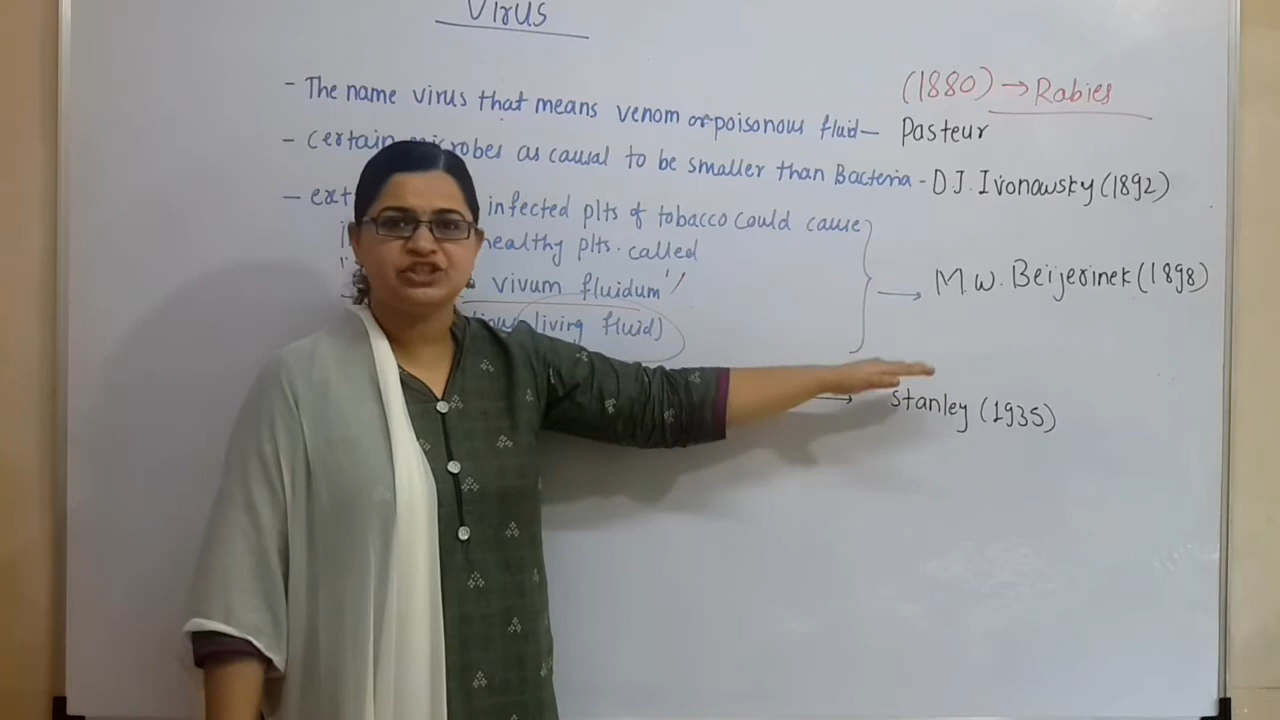 Virus
(1880) → Rabies
- The name virus that means venom or poisonous fluid — Pasteur
- certain microbes as causal to be smaller than Bacteria - D.J. Ivonowsky (1892)
- ext infected plts of tobacco could cause
healthy plts. called
vivum fluidum"
living fluid)
→ M.W. Beijerinek (1898)
→ Stanley (1935)